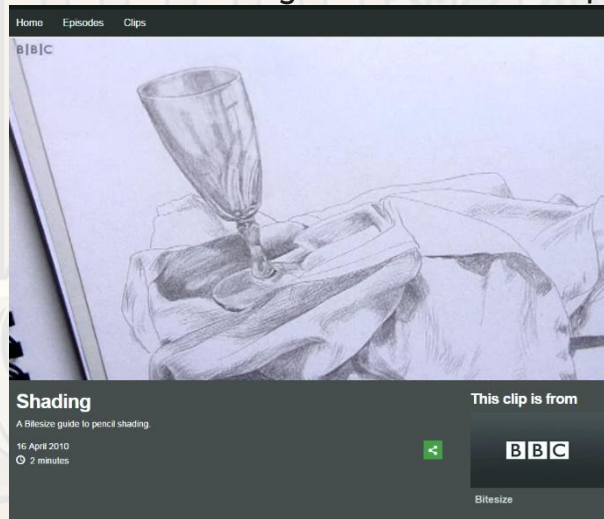 Home Episodes Clips
BBC
Shading
A Bitesize guide to pencil shading.
16 April 2010
2 minutes
This clip is from
BBC
Bitesize